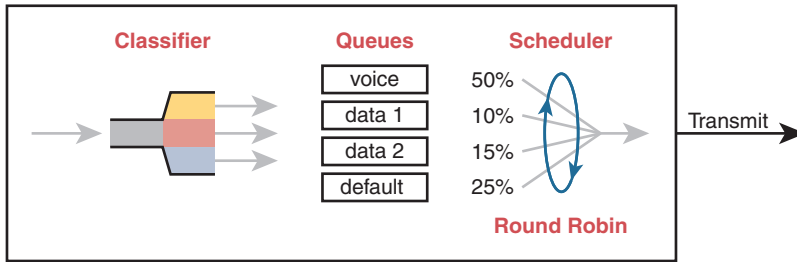 Classifier
Queues
Scheduler
voice
data 1
data 2
default
50%
10%
15%
25%
Round Robin
Transmit